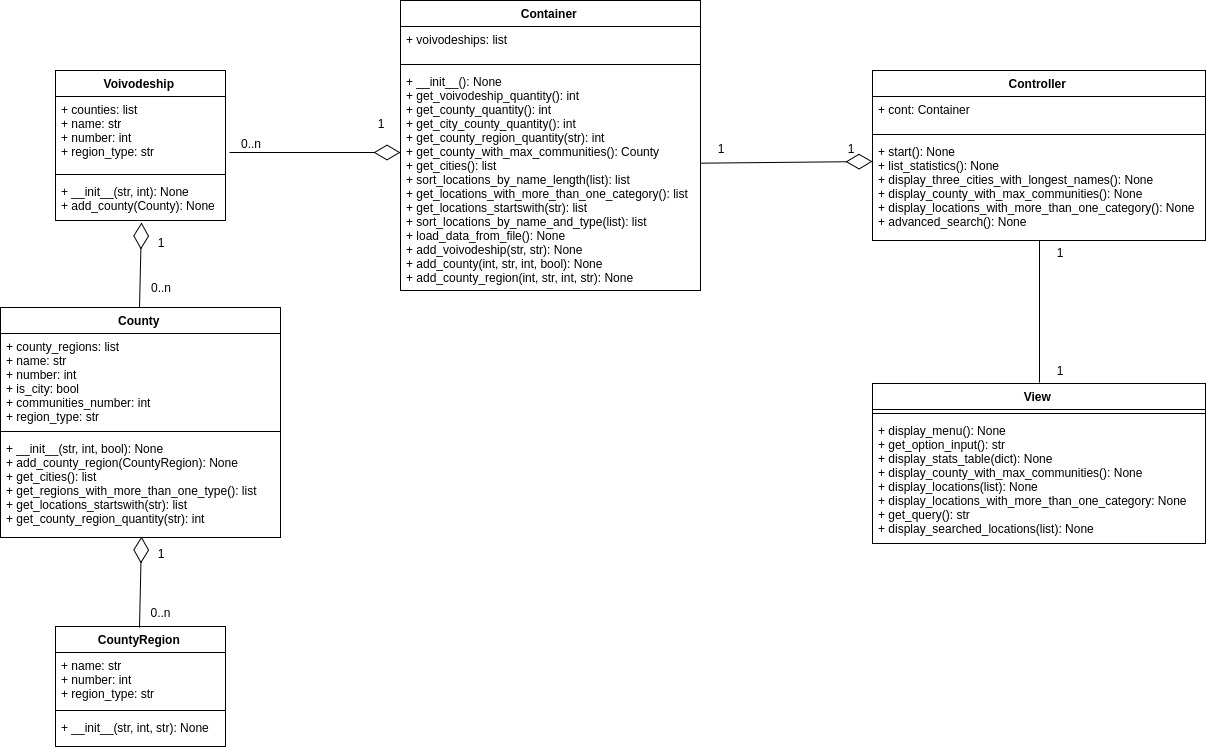 Container
+ voivodeships: list
+ __init__(): None
+ get_voivodeship_quantity(): int
+ get_county_quantity(): int
+ get_city_county_quantity(): int
+ get_county_region_quantity(str): int
+ get_county_with_max_communities(): County
+ get_cities(): list
+ sort_locations_by_name_length(list): list
+ get_locations_with_more_than_one_category(): list
+ get_locations_startswith(str): list
+ sort_locations_by_name_and_type(list): list
+ load_data_from_file(): None
+ add_voivodeship(str, str): None
+ add_county(int, str, int, bool): None
+ add_county_region(int, str, int, str): None
Voivodeship
+ counties: list
+ name: str
+ number: int
+ region_type: str
+ __init__(str, int): None
+ add_county(County): None
0..n
1
1
1
Controller
+ cont: Container
+ start(): None
+ list_statistics(): None
+ display_three_cities_with_longest_names(): None
+ display_county_with_max_communities(): None
+ display_locations_with_more_than_one_category(): None
+ advanced_search(): None
1
0..n
1
1
County
+ county_regions: list
+ name: str
+ number: int
+ is_city: bool
+ communities_number: int
+ region_type: str
+ __init__(str, int, bool): None
+ add_county_region(CountyRegion): None
+ get_cities(): list
+ get_regions_with_more_than_one_type(): list
+ get_locations_startswith(str): list
+ get_county_region_quantity(str): int
View
+ display_menu(): None
+ get_option_input(): str
+ display_stats_table(dict): None
+ display_county_with_max_communities(): None
+ display_locations(list): None
+ display_locations_with_more_than_one_category: None
+ get_query(): str
+ display_searched_locations(list): None
1
0..n
CountyRegion
+ name: str
+ number: int
+ region_type: str
+ __init__(str, int, str): None